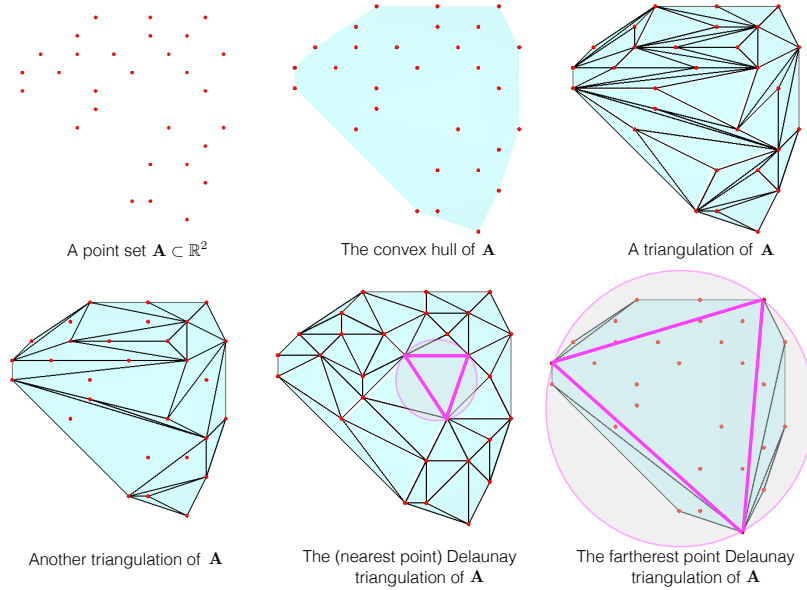 A point set A ⊂ ℝ²
The convex hull of A
A triangulation of A
Another triangulation of A
The (nearest point) Delaunay
triangulation of A
The fartherest point Delaunay
triangulation of A